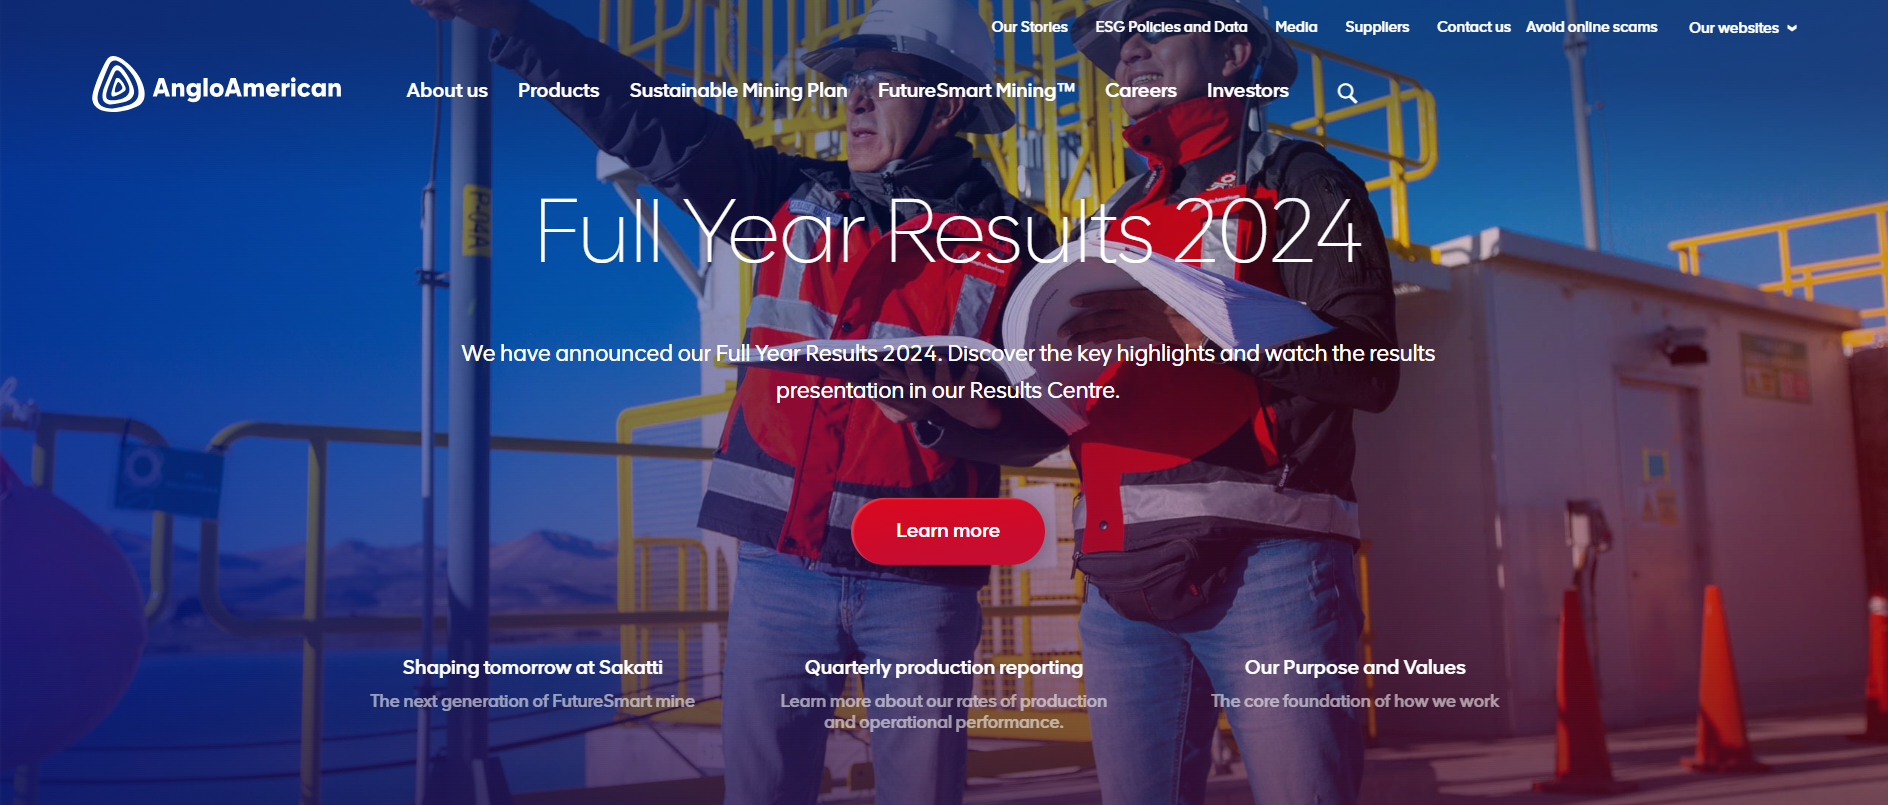 Our Stories ESG Policies and Data Media Suppliers Contact us Avoid online scams Our websites
AngloAmerican About us Products Sustainable Mining Plan FutureSmart Mining™ Careers Investors
P-04A
Full Year Results 2024
We have announced our Full Year Results 2024. Discover the key highlights and watch the results
presentation in our Results Centre.
Learn more
Shaping tomorrow at Sakatti
The next generation of FutureSmart mine
Quarterly production reporting
Learn more about our rates of production
and operational performance.
Our Purpose and Values
The core foundation of how we work